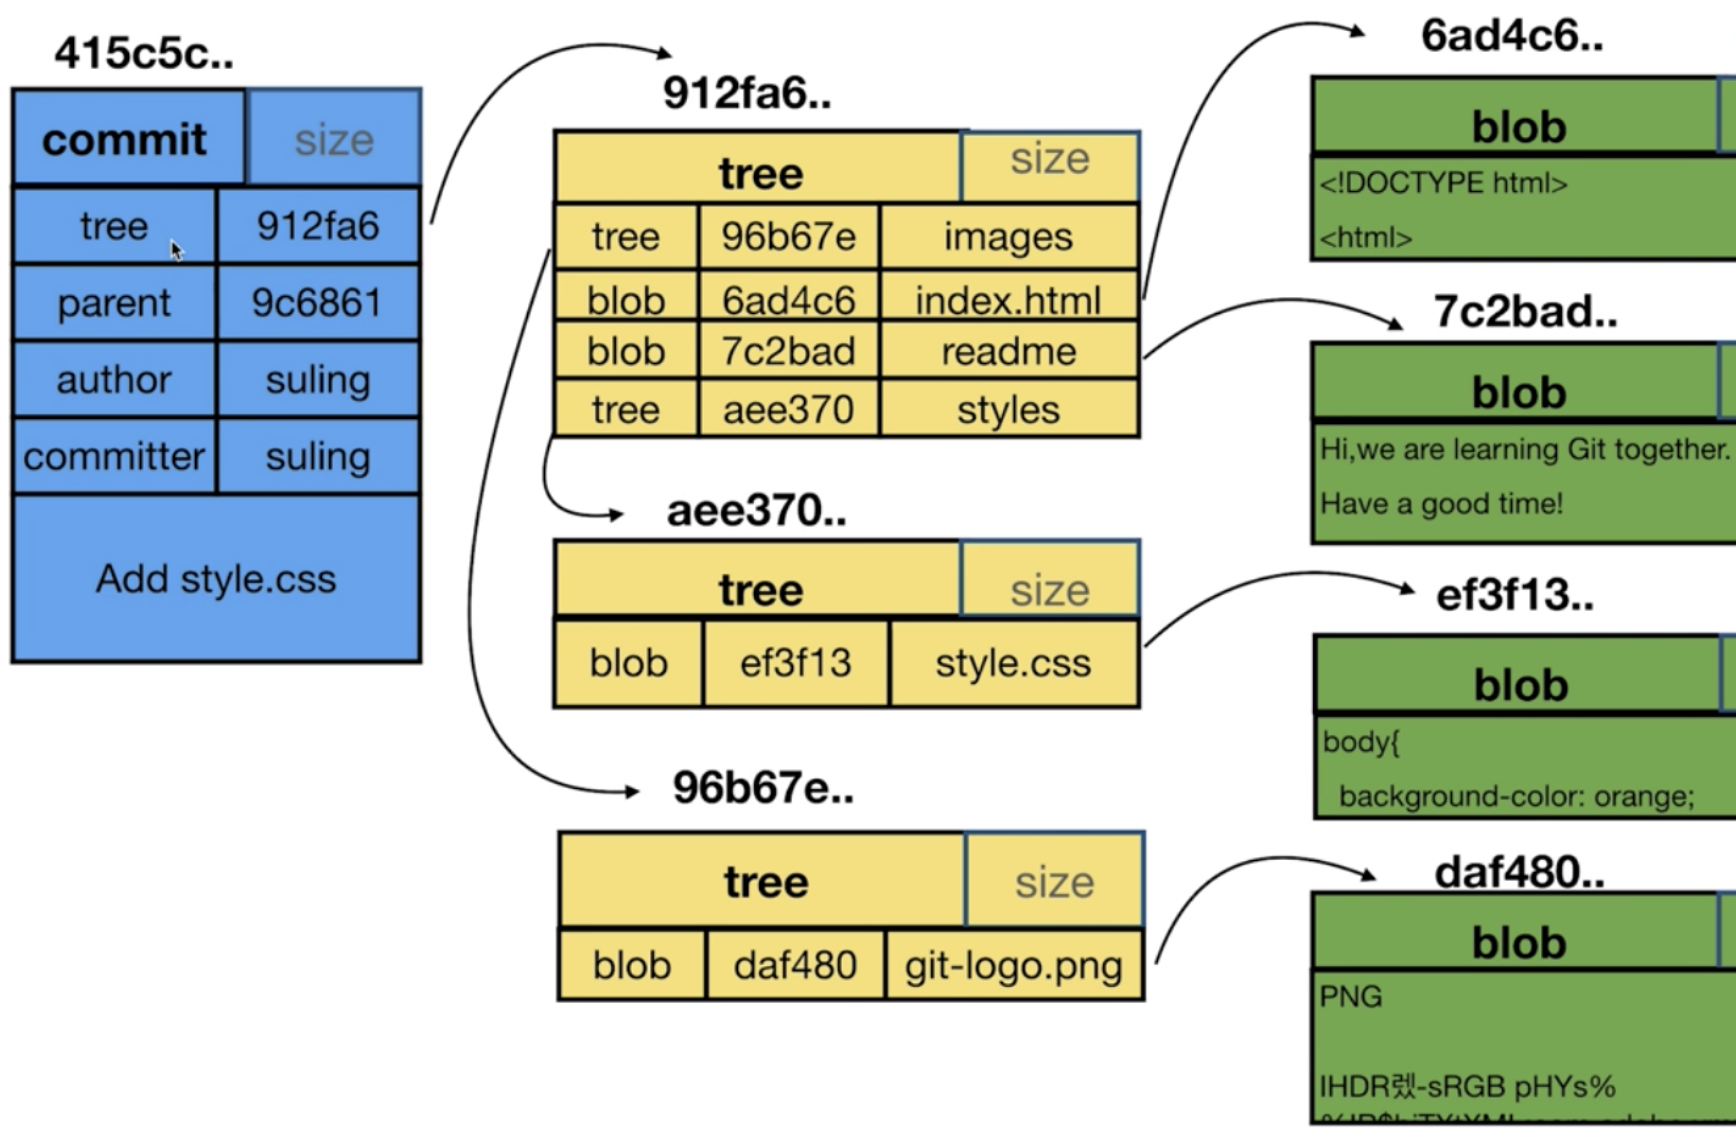 415c5c..
commit size
tree 912fa6
parent 9c6861
author suling
committer suling
Add style.css
912fa6..
tree size
tree 96b67e images
blob 6ad4c6 index.html
blob 7c2bad readme
tree aee370 styles
aee370..
tree size
blob ef3f13 style.css
96b67e..
tree size
blob daf480 git-logo.png
6ad4c6..
blob
<!DOCTYPE html>
<html>
7c2bad..
blob
Hi,we are learning Git together.
Have a good time!
ef3f13..
blob
body{
background-color: orange;
daf480..
blob
PNG
-sRGB pHYs%